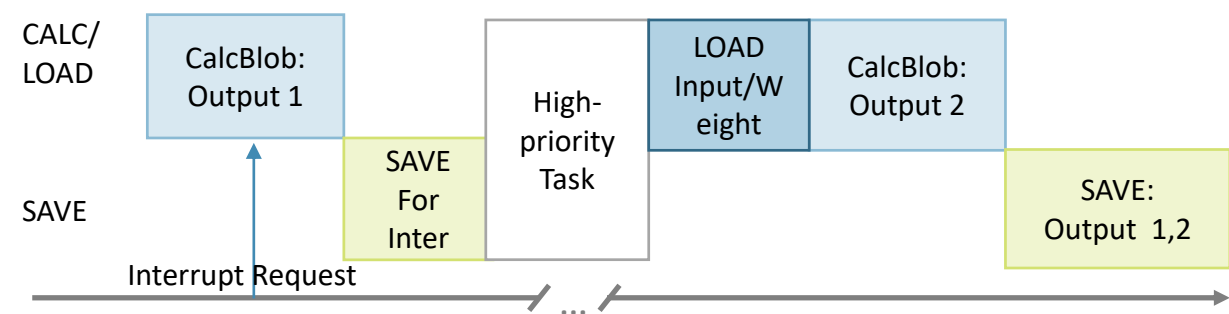 CALC/
LOAD
CalcBlob:
Output 1
SAVE
For
Inter
High-
priority
Task
LOAD
Input/W
eight
CalcBlob:
Output 2
SAVE
SAVE:
Output 1,2
Interrupt Request
...